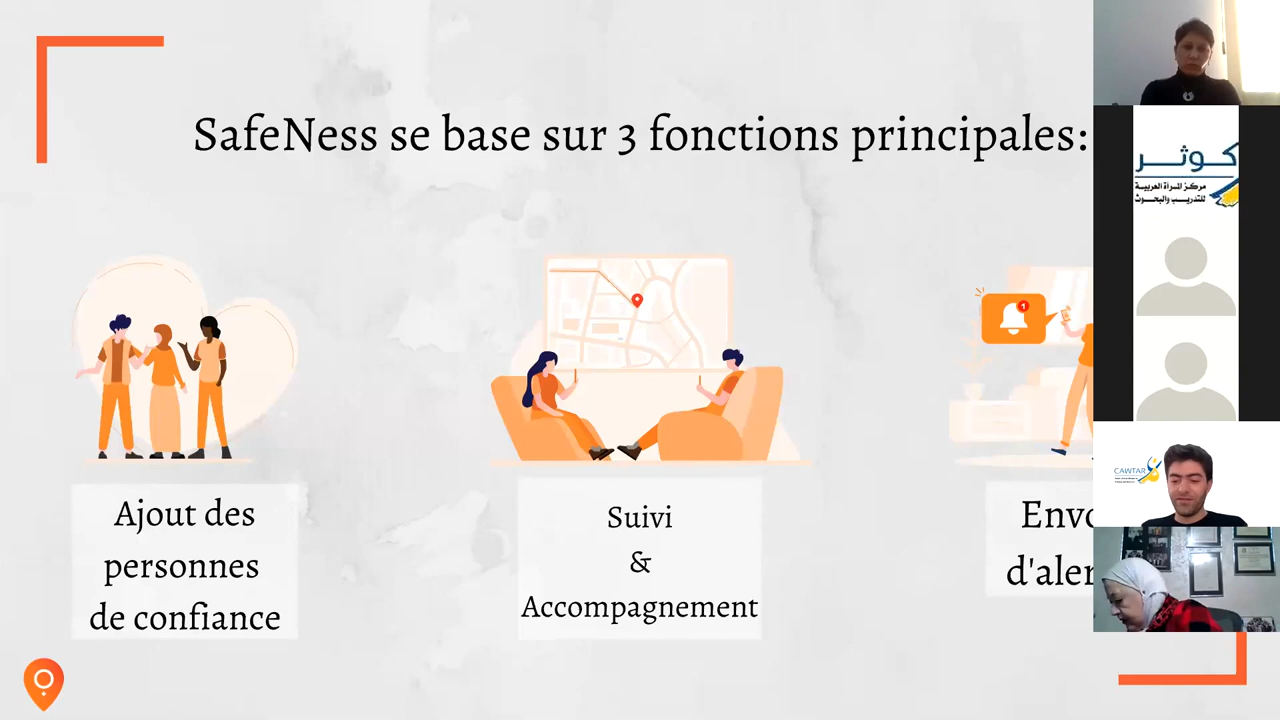 SafeNess se base sur 3 fonctions principales:
1
Ajout des
personnes
de confiance
Suivi
&
Accompagnement
Envo
d'aler
كوثر
مركز المرأة العربية
للتدريب والبحوث
CAWTAR